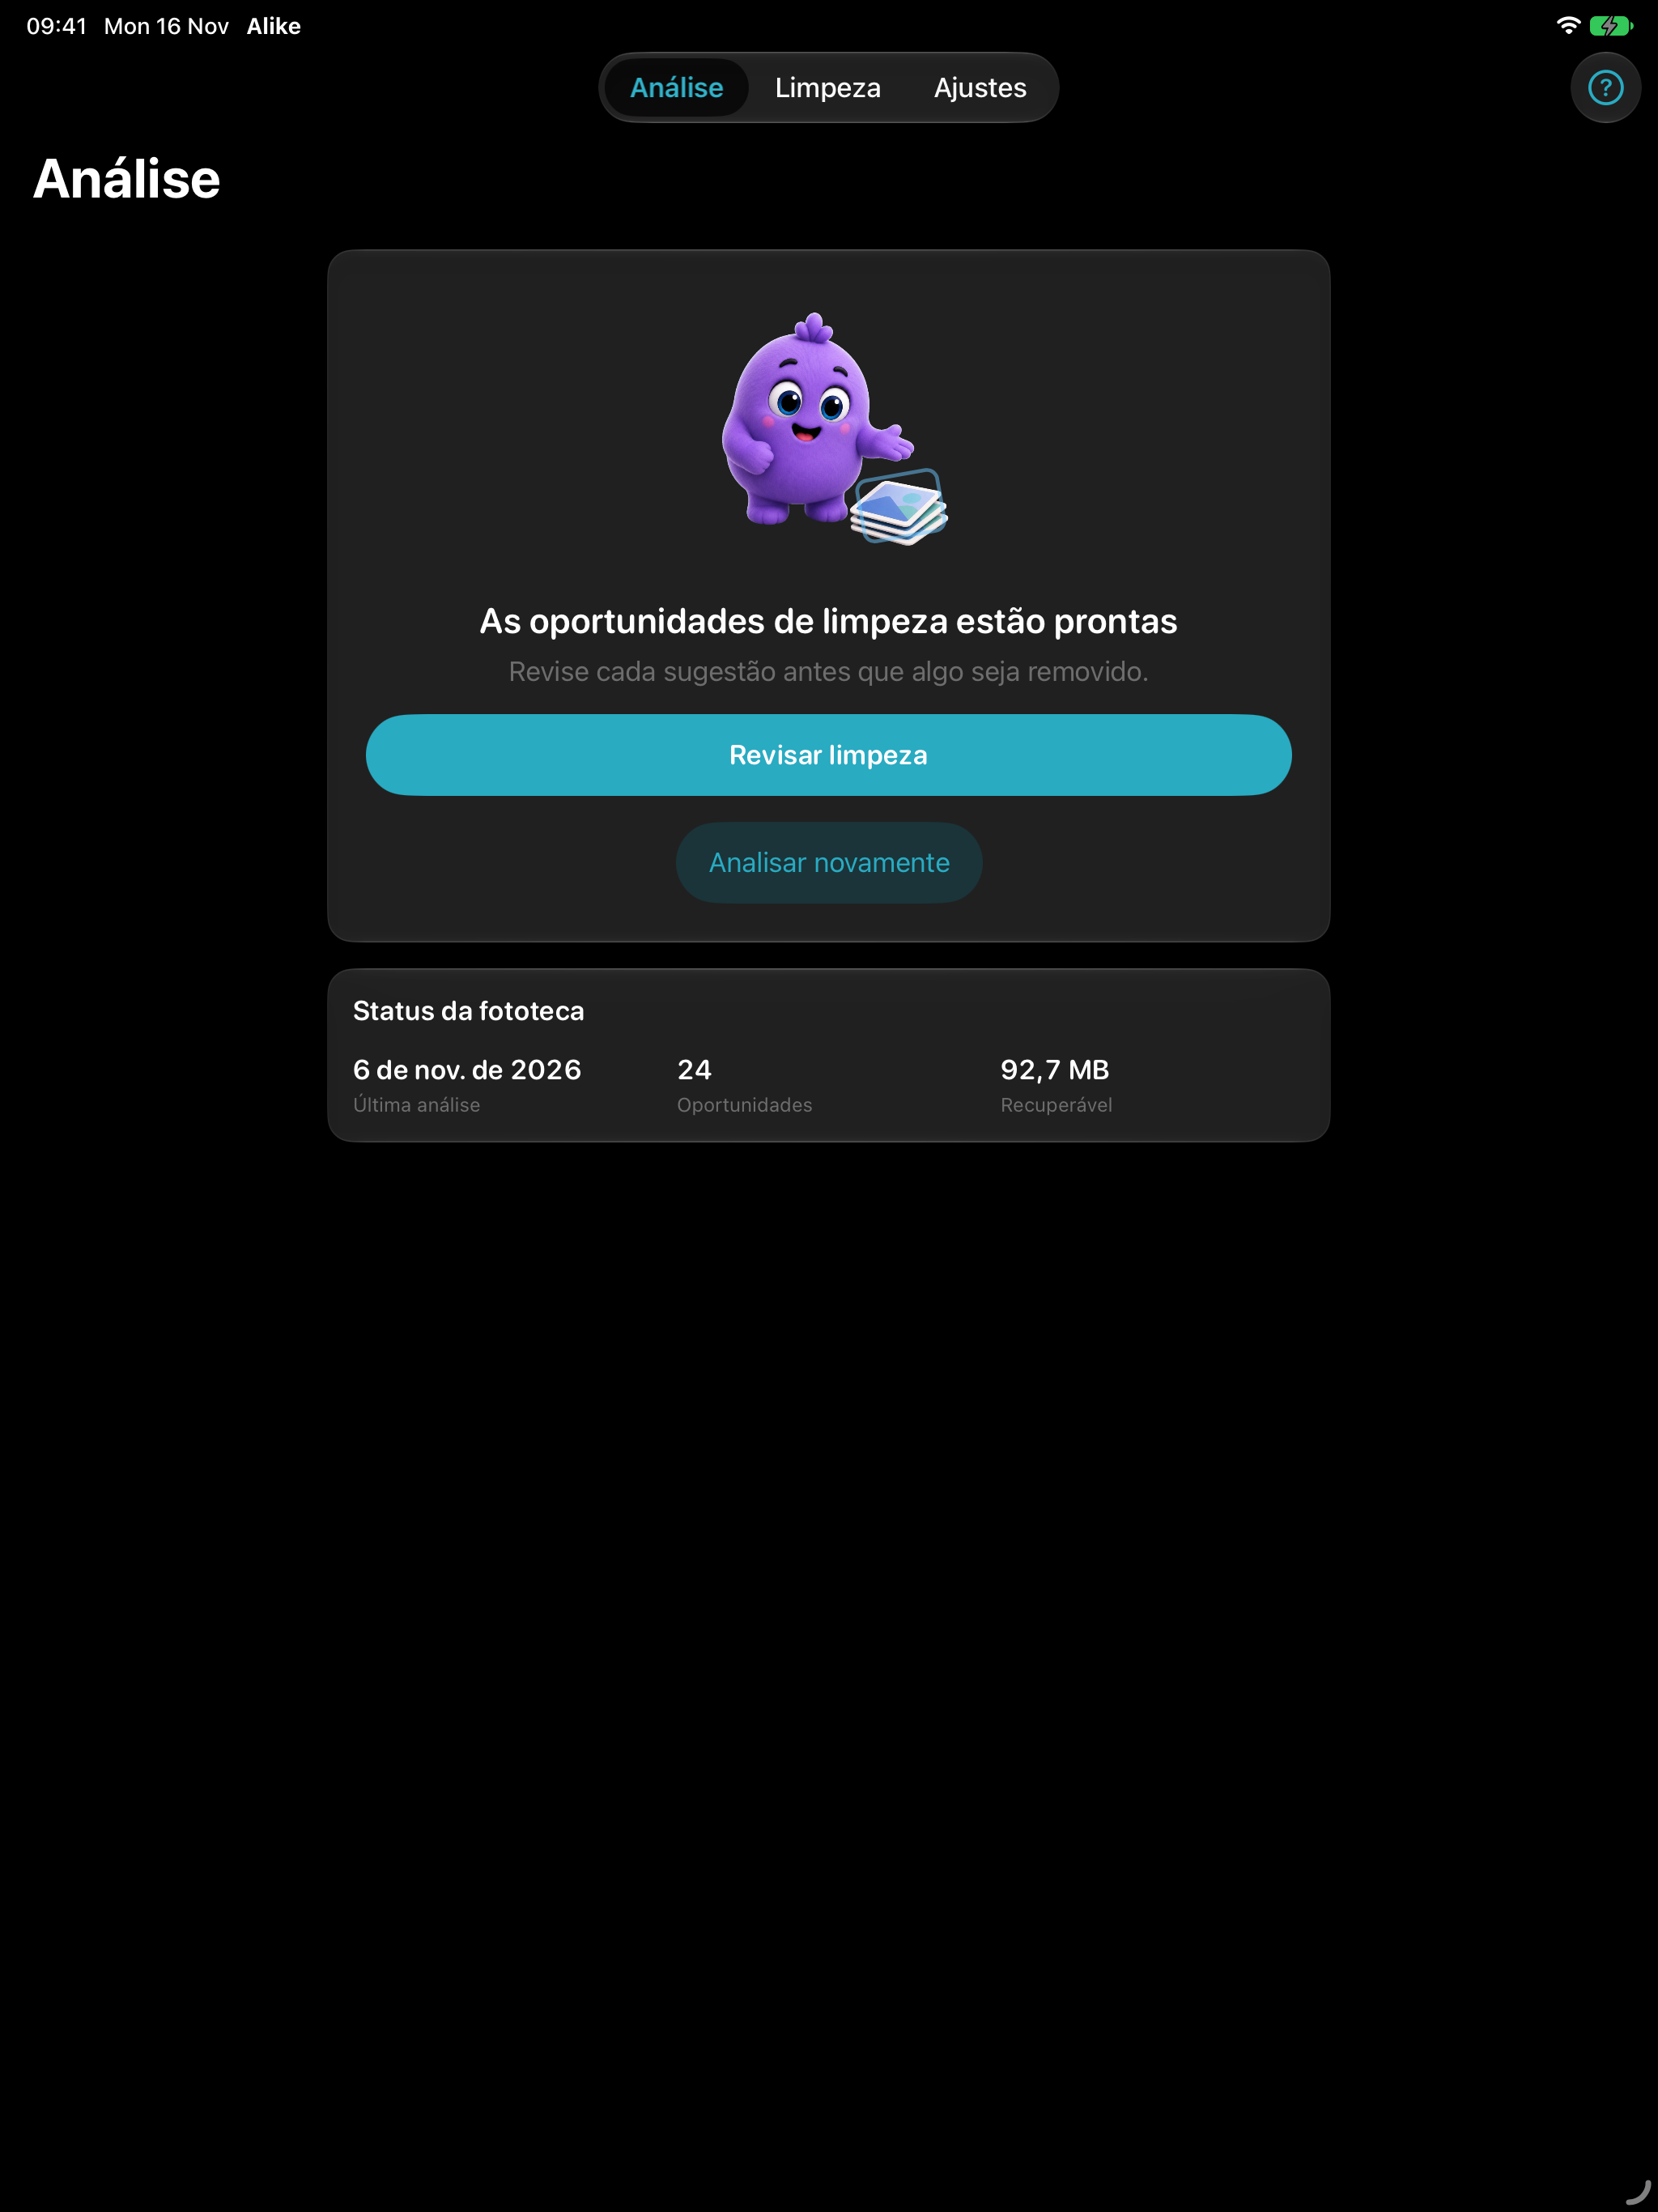 09:41 Mon 16 Nov Alike
Análise Limpeza Ajustes
?
Análise
As oportunidades de limpeza estão prontas
Revise cada sugestão antes que algo seja removido.
Revisar limpeza
Analisar novamente
Status da fototeca
6 de nov. de 2026
Última análise
24
Oportunidades
92,7 MB
Recuperável